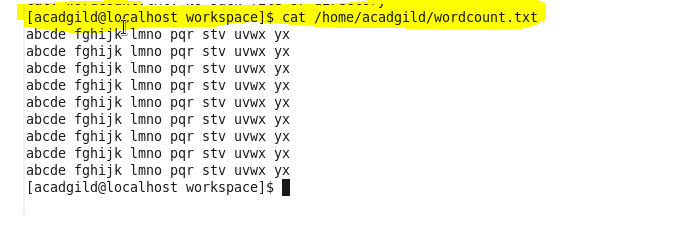 [acadgild@localhost workspace]$ cat /home/acadgild/wordcount.txt
abcde fghijk lmno pqr stv uvwx yx
abcde fghijk lmno pqr stv uvwx yx
abcde fghijk lmno pqr stv uvwx yx
abcde fghijk lmno pqr stv uvwx yx
abcde fghijk lmno pqr stv uvwx yx
abcde fghijk lmno pqr stv uvwx yx
abcde fghijk lmno pqr stv uvwx yx
abcde fghijk lmno pqr stv uvwx yx
abcde fghijk lmno pqr stv uvwx yx
[acadgild@localhost workspace]$